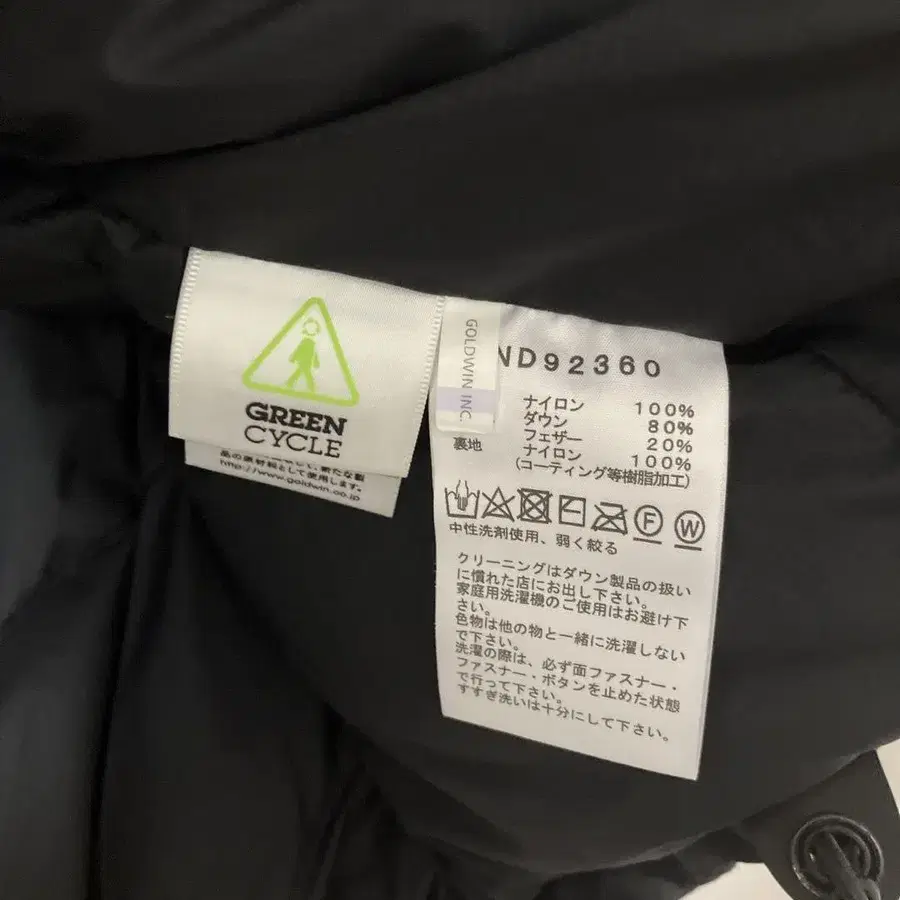 GREEN
CYCLE
品の原材料として使用します。
http://www.goldwin.co.jp
GOLDWIN INC.
ND92360
ナイロン 100%
ダウン 80%
フェザー 20%
裏地 ナイロン 100%
(コーティング等樹脂加工)
F W
中性洗剤使用、弱く絞る
クリーニングはダウン製品の扱い
に慣れた店にお出し下さい。
家庭用洗濯機のご使用はお避け下
さい。
色物は他の物と一緒に洗濯しない
で下さい。
洗濯の際は、必ず面ファスナー・
ファスナー・ボタンを止めた状態
で行って下さい。
すすぎ洗いは十分にして下さい。